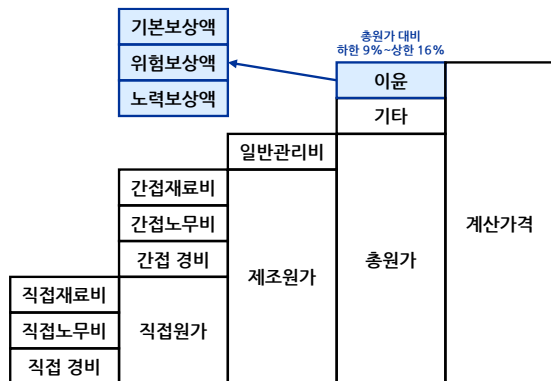 기본보상액
위험보상액
노력보상액
총원가 대비
하한 9%~상한 16%
이윤
기타
일반관리비
간접재료비
간접노무비
간접 경비
제조원가
총원가
계산가격
직접재료비
직접노무비
직접 경비
직접원가